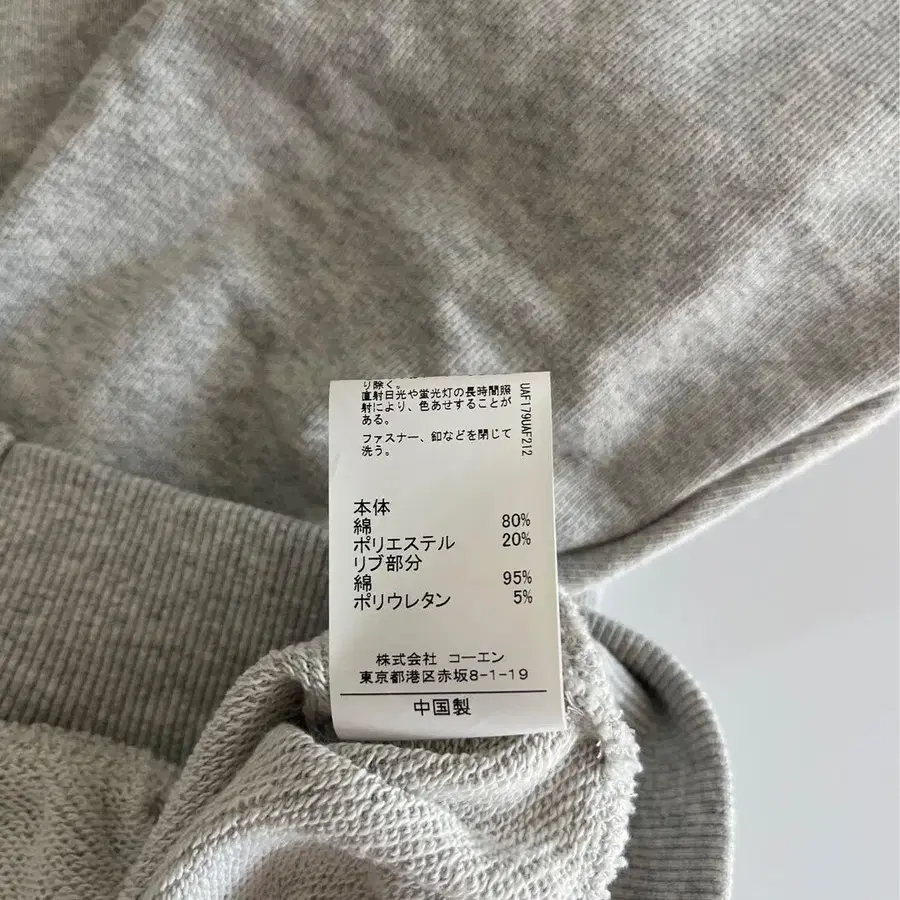 り除く。
直射日光や蛍光灯の長時間照
射により、色あせすることが
ある。
ファスナー、釦などを閉じて
洗う。
UAF179UAF212
本体
綿 80%
ポリエステル 20%
リブ部分
綿 95%
ポリウレタン 5%
株式会社 コーエン
東京都港区赤坂8-1-19
中国製